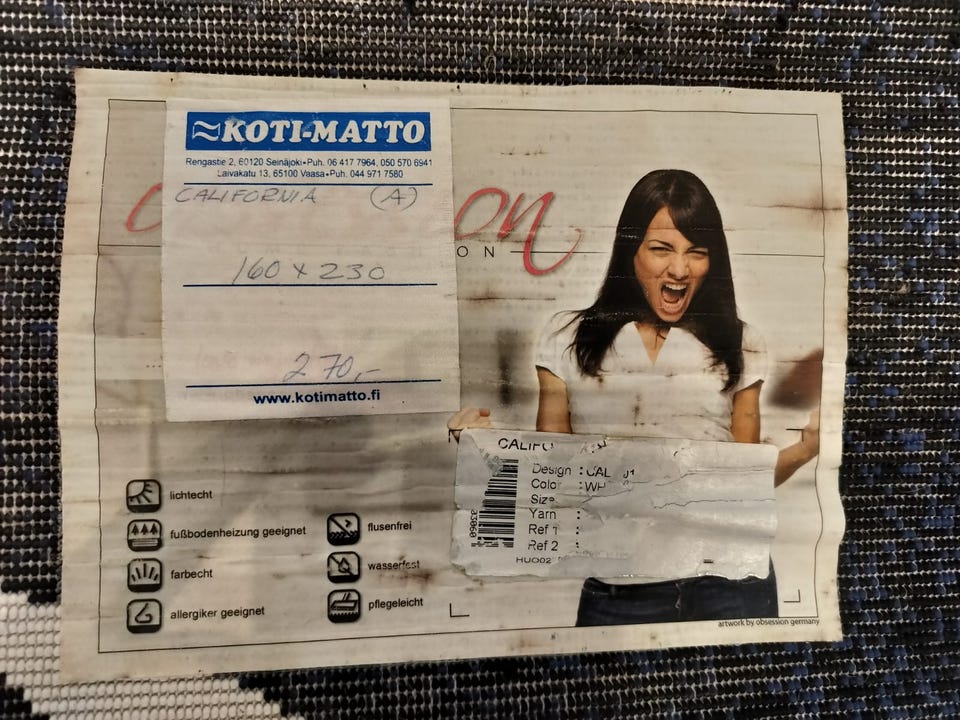 KOTI-MATTO
Rengastie 2, 60120 Seinäjoki • Puh. 06 417 7964, 050 570 6941
Laivakatu 13, 65100 Vaasa • Puh. 044 971 7580
CALIFORNIA (A)
160 x 230
270,-
www.kotimatto.fi
on
ON
lichtecht
fußbodenheizung geeignet
farbecht
allergiker geeignet
flusenfrei
wasserfest
pflegeleicht
Design :
Color :
Size
Yarn :
Ref 1 :
Ref 2 :
artwork by obsession germany